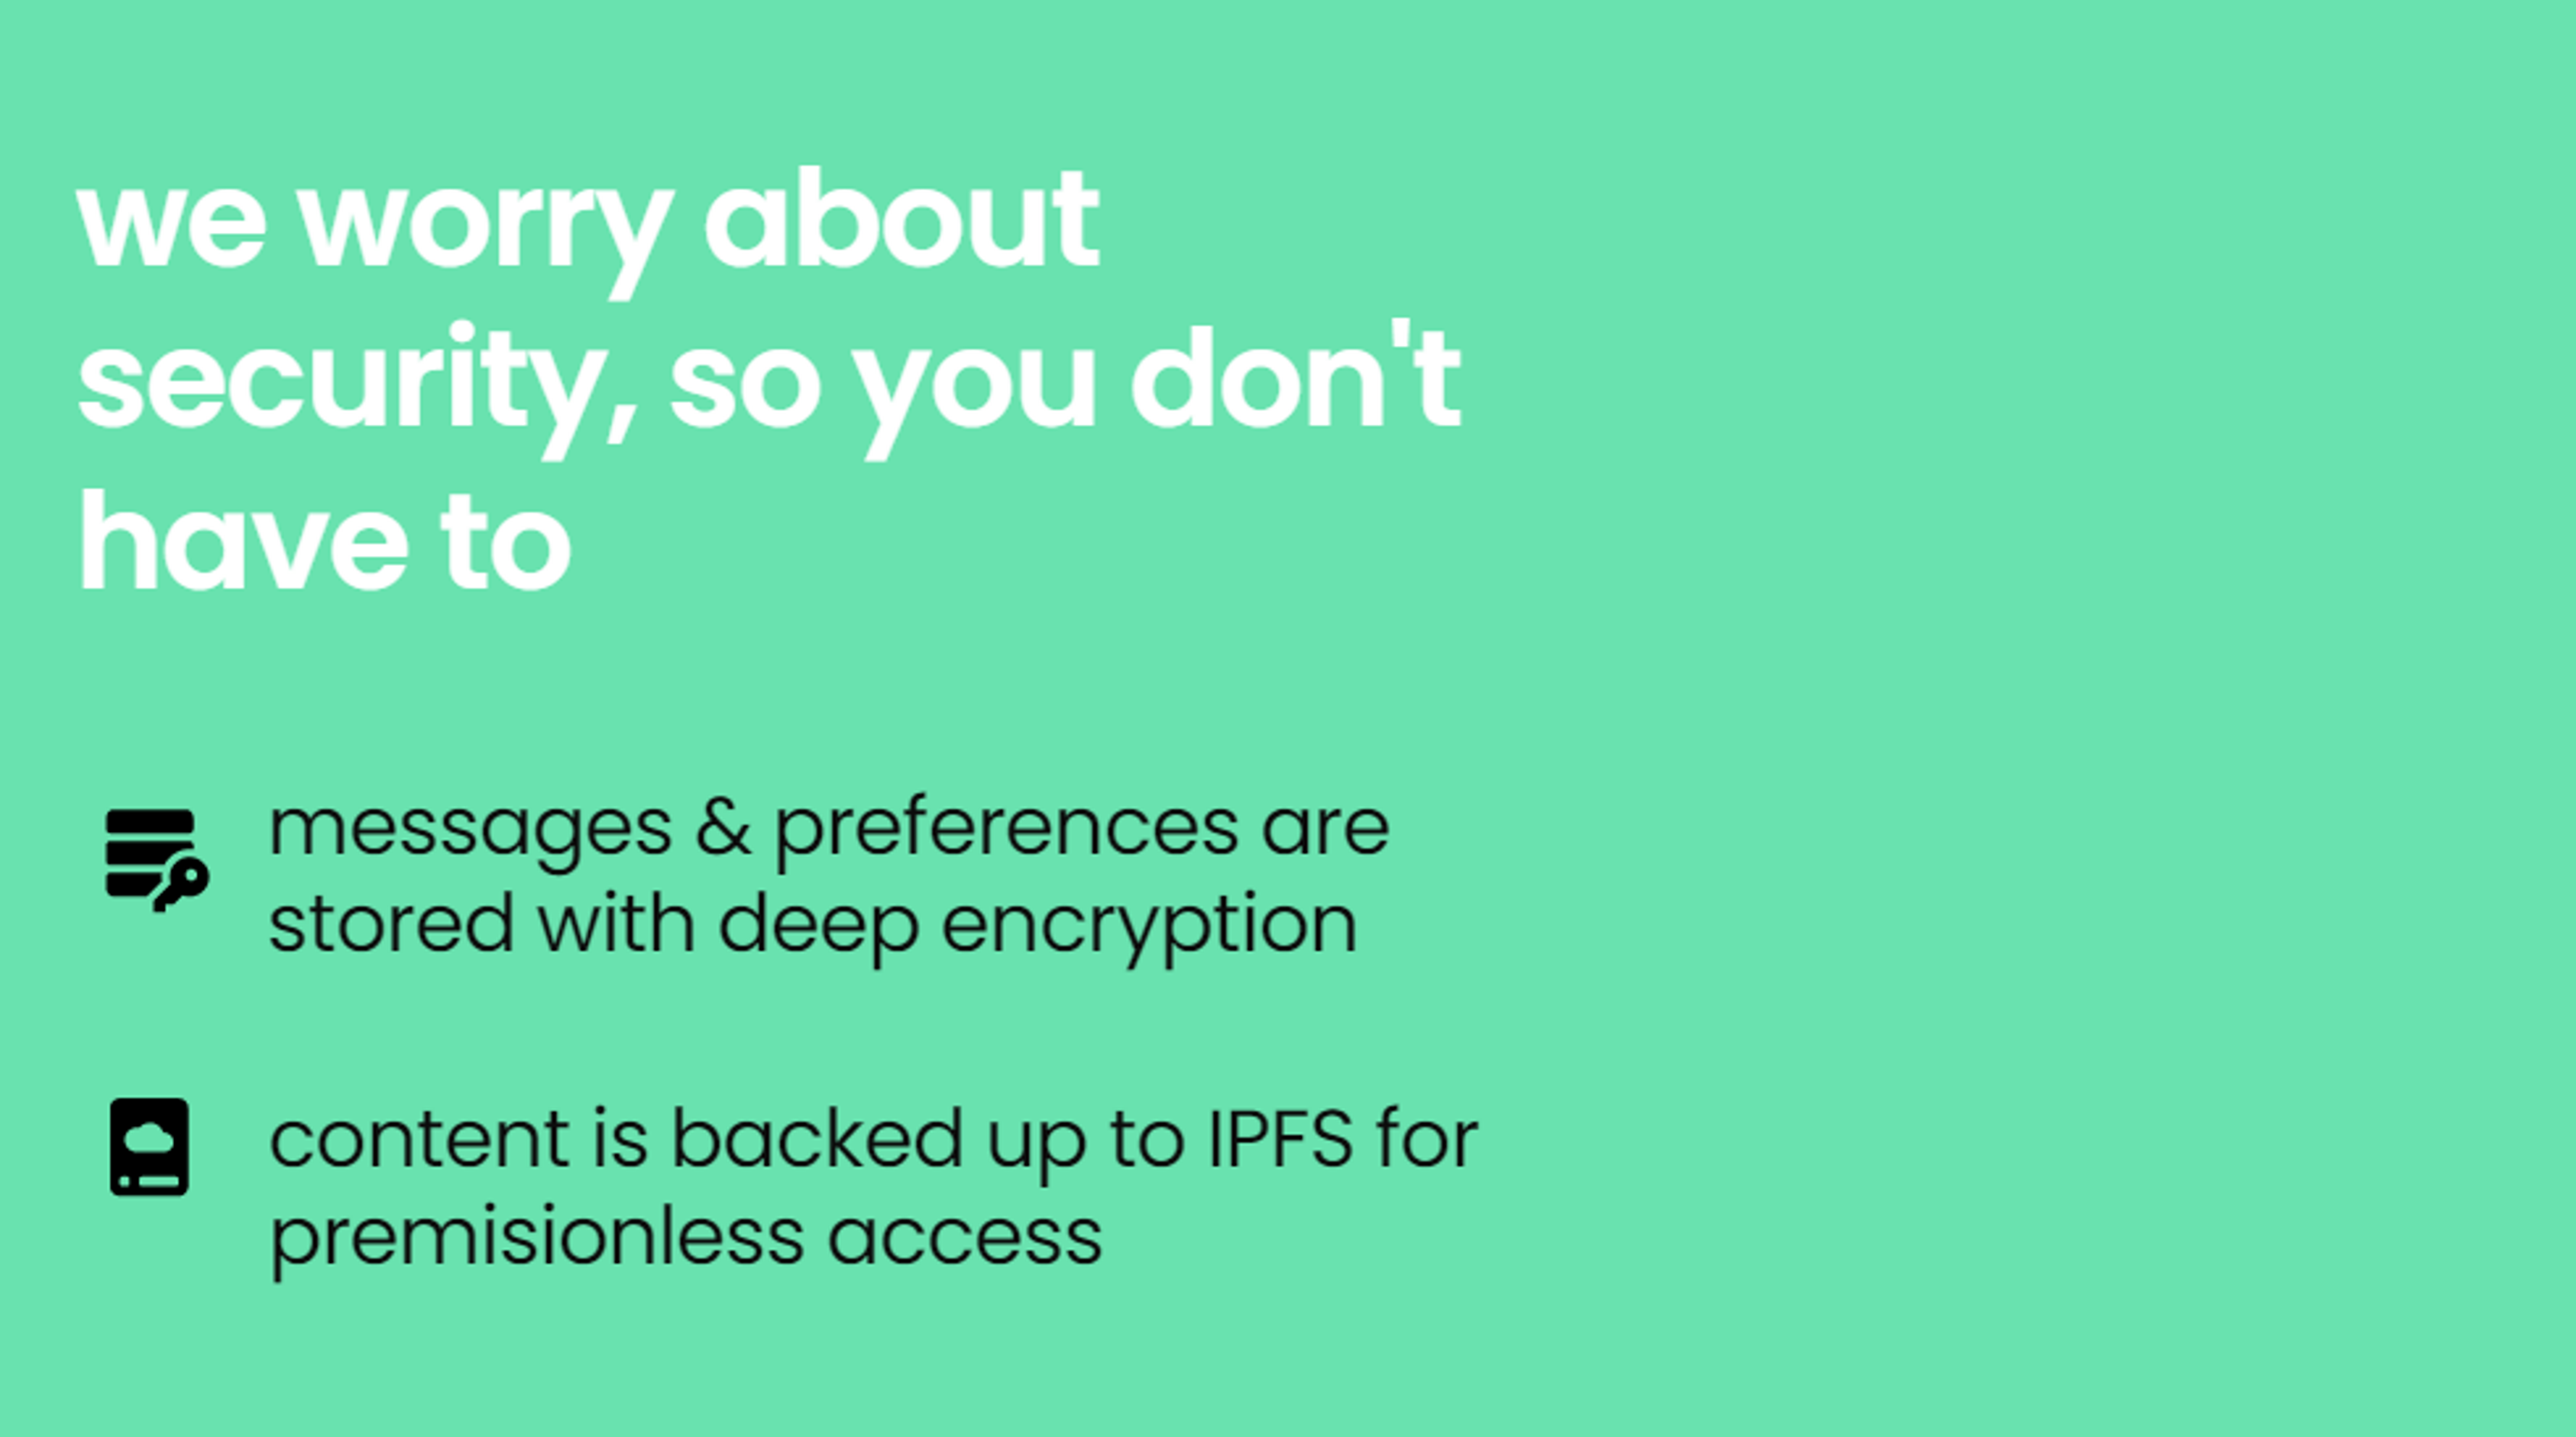 we worry about
security, so you don't
have to
messages & preferences are
stored with deep encryption
content is backed up to IPFS for
premisionless access